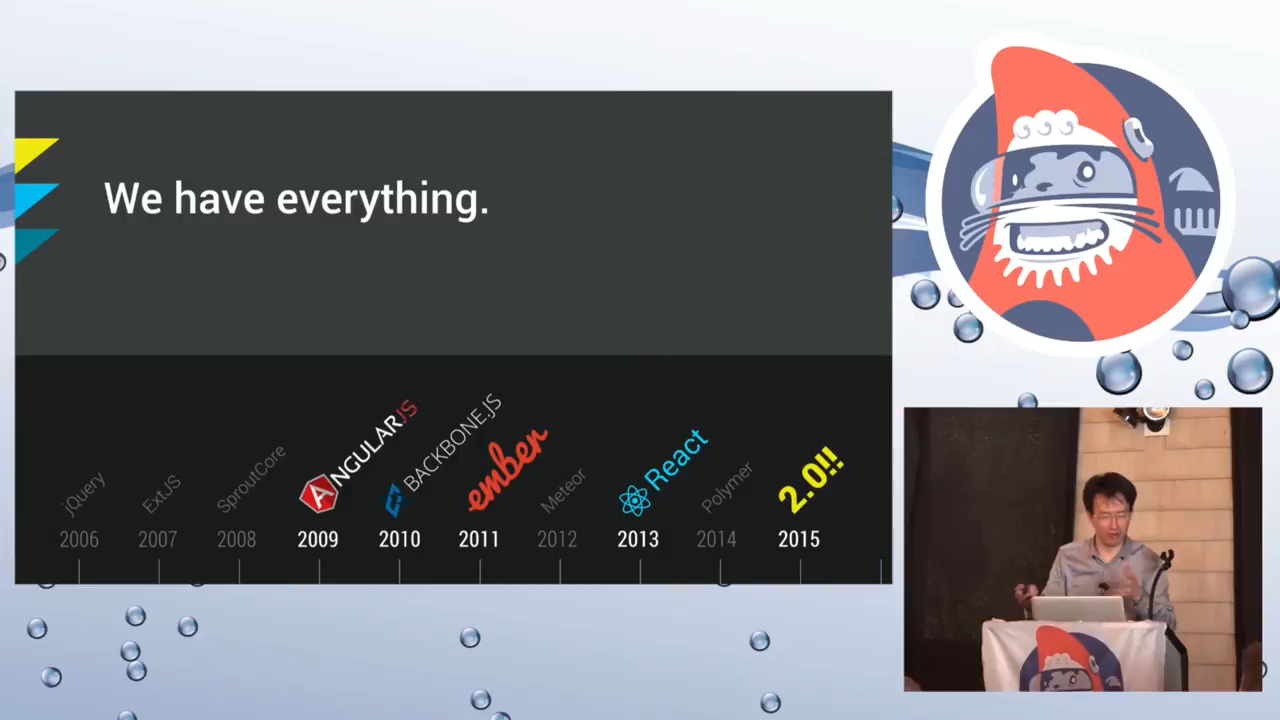 We have everything.
jQuery
ExtJS
SproutCore
ANGULARJS
BACKBONE.JS
ember
Meteor
React
Polymer
2.0!!
2006 2007 2008 2009 2010 2011 2012 2013 2014 2015